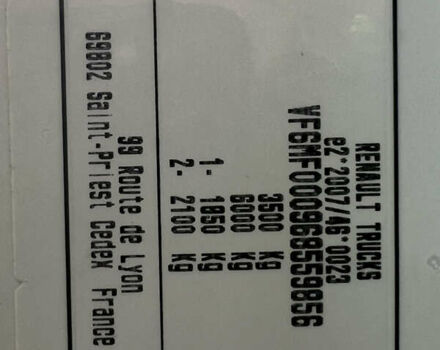 RENAULT TRUCKS
e2*2007/46*0023
VF6MF000968559856
3500 Kg
6000 Kg
1- 1850 Kg
2- 2100 Kg
99 Route de Lyon
69802 Saint-Priest Cedex France